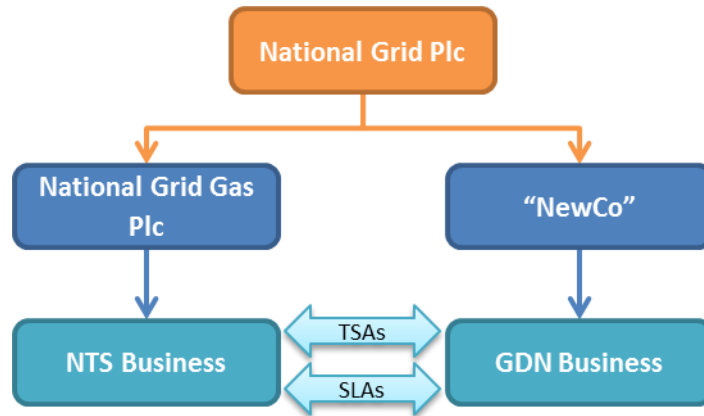 National Grid Plc
National Grid Gas
Plc
“NewCo”
TSAs
NTS Business
GDN Business
SLAs